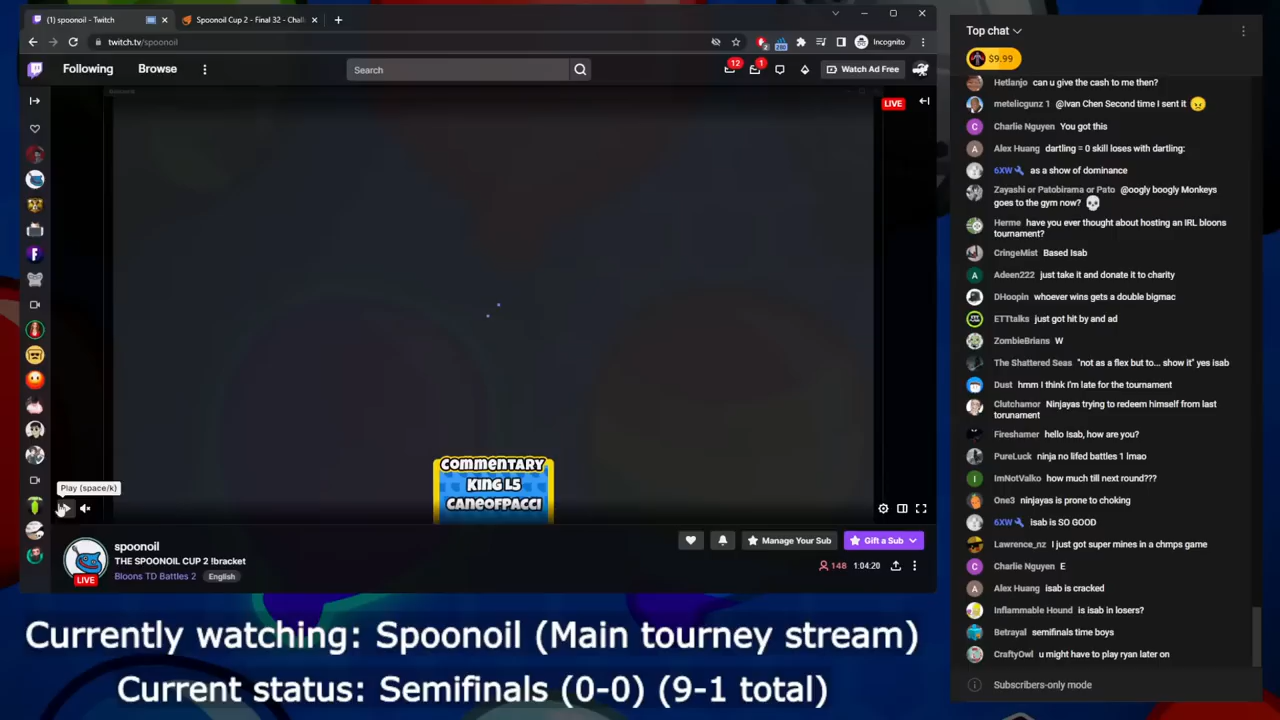 (1) spoonoil - Twitch
Spoonoil Cup 2 - Final 32 - Chall
twitch.tv/spoonoil
Incognito
Following
Browse
Search
12
1
Watch Ad Free
LIVE
COMMENTARY
KING LS
CANEOFPACCI
Play (space/k)
spoonoil
THE SPOONOIL CUP 2 !bracket
Bloons TD Battles 2 English
LIVE
Manage Your Sub
Gift a Sub
148
1:04:20
Currently watching: Spoonoil (Main tourney stream)
Current status: Semifinals (0-0) (9-1 total)
Top chat
$9.99
Hetlanjo can u give the cash to me then?
metelicgunz 1 @Ivan Chen Second time I sent it
Charlie Nguyen You got this
Alex Huang dartling = 0 skill loses with dartling:
6XW as a show of dominance
Zayashi or Patobirama or Pato @oogly boogly Monkeys
goes to the gym now?
Herme have you ever thought about hosting an IRL bloons
tournament?
CringeMist Based Isab
Adeen222 just take it and donate it to charity
DHoopin whoever wins gets a double bigmac
ETTtalks just got hit by and ad
ZombieBrians W
The Shattered Seas "not as a flex but to... show it" yes isab
Dust hmm I think I'm late for the tournament
Clutchamor Ninjayas trying to redeem himself from last
torunament
Fireshamer hello Isab, how are you?
PureLuck ninja no lifed battles 1 lmao
ImNotValko how much till next round???
One3 ninjayas is prone to choking
6XW isab is SO GOOD
Lawrence_nz I just got super mines in a chmps game
Charlie Nguyen E
Alex Huang isab is cracked
Inflammable Hound is isab in losers?
Betrayal semifinals time boys
CraftyOwl u might have to play ryan later on
Subscribers-only mode